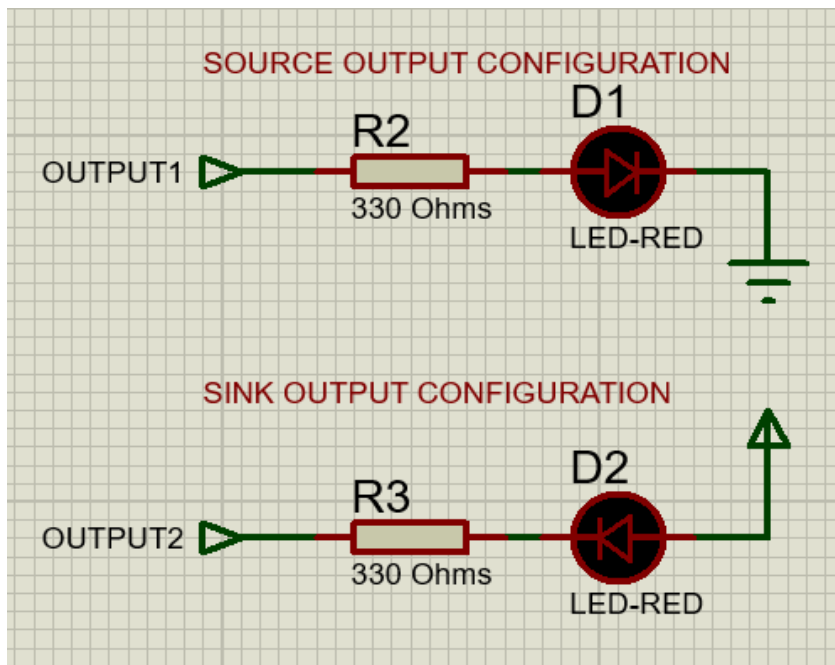 SOURCE OUTPUT CONFIGURATION
D1
R2
OUTPUT1
330 Ohms
LED-RED
SINK OUTPUT CONFIGURATION
D2
R3
OUTPUT2
330 Ohms
LED-RED